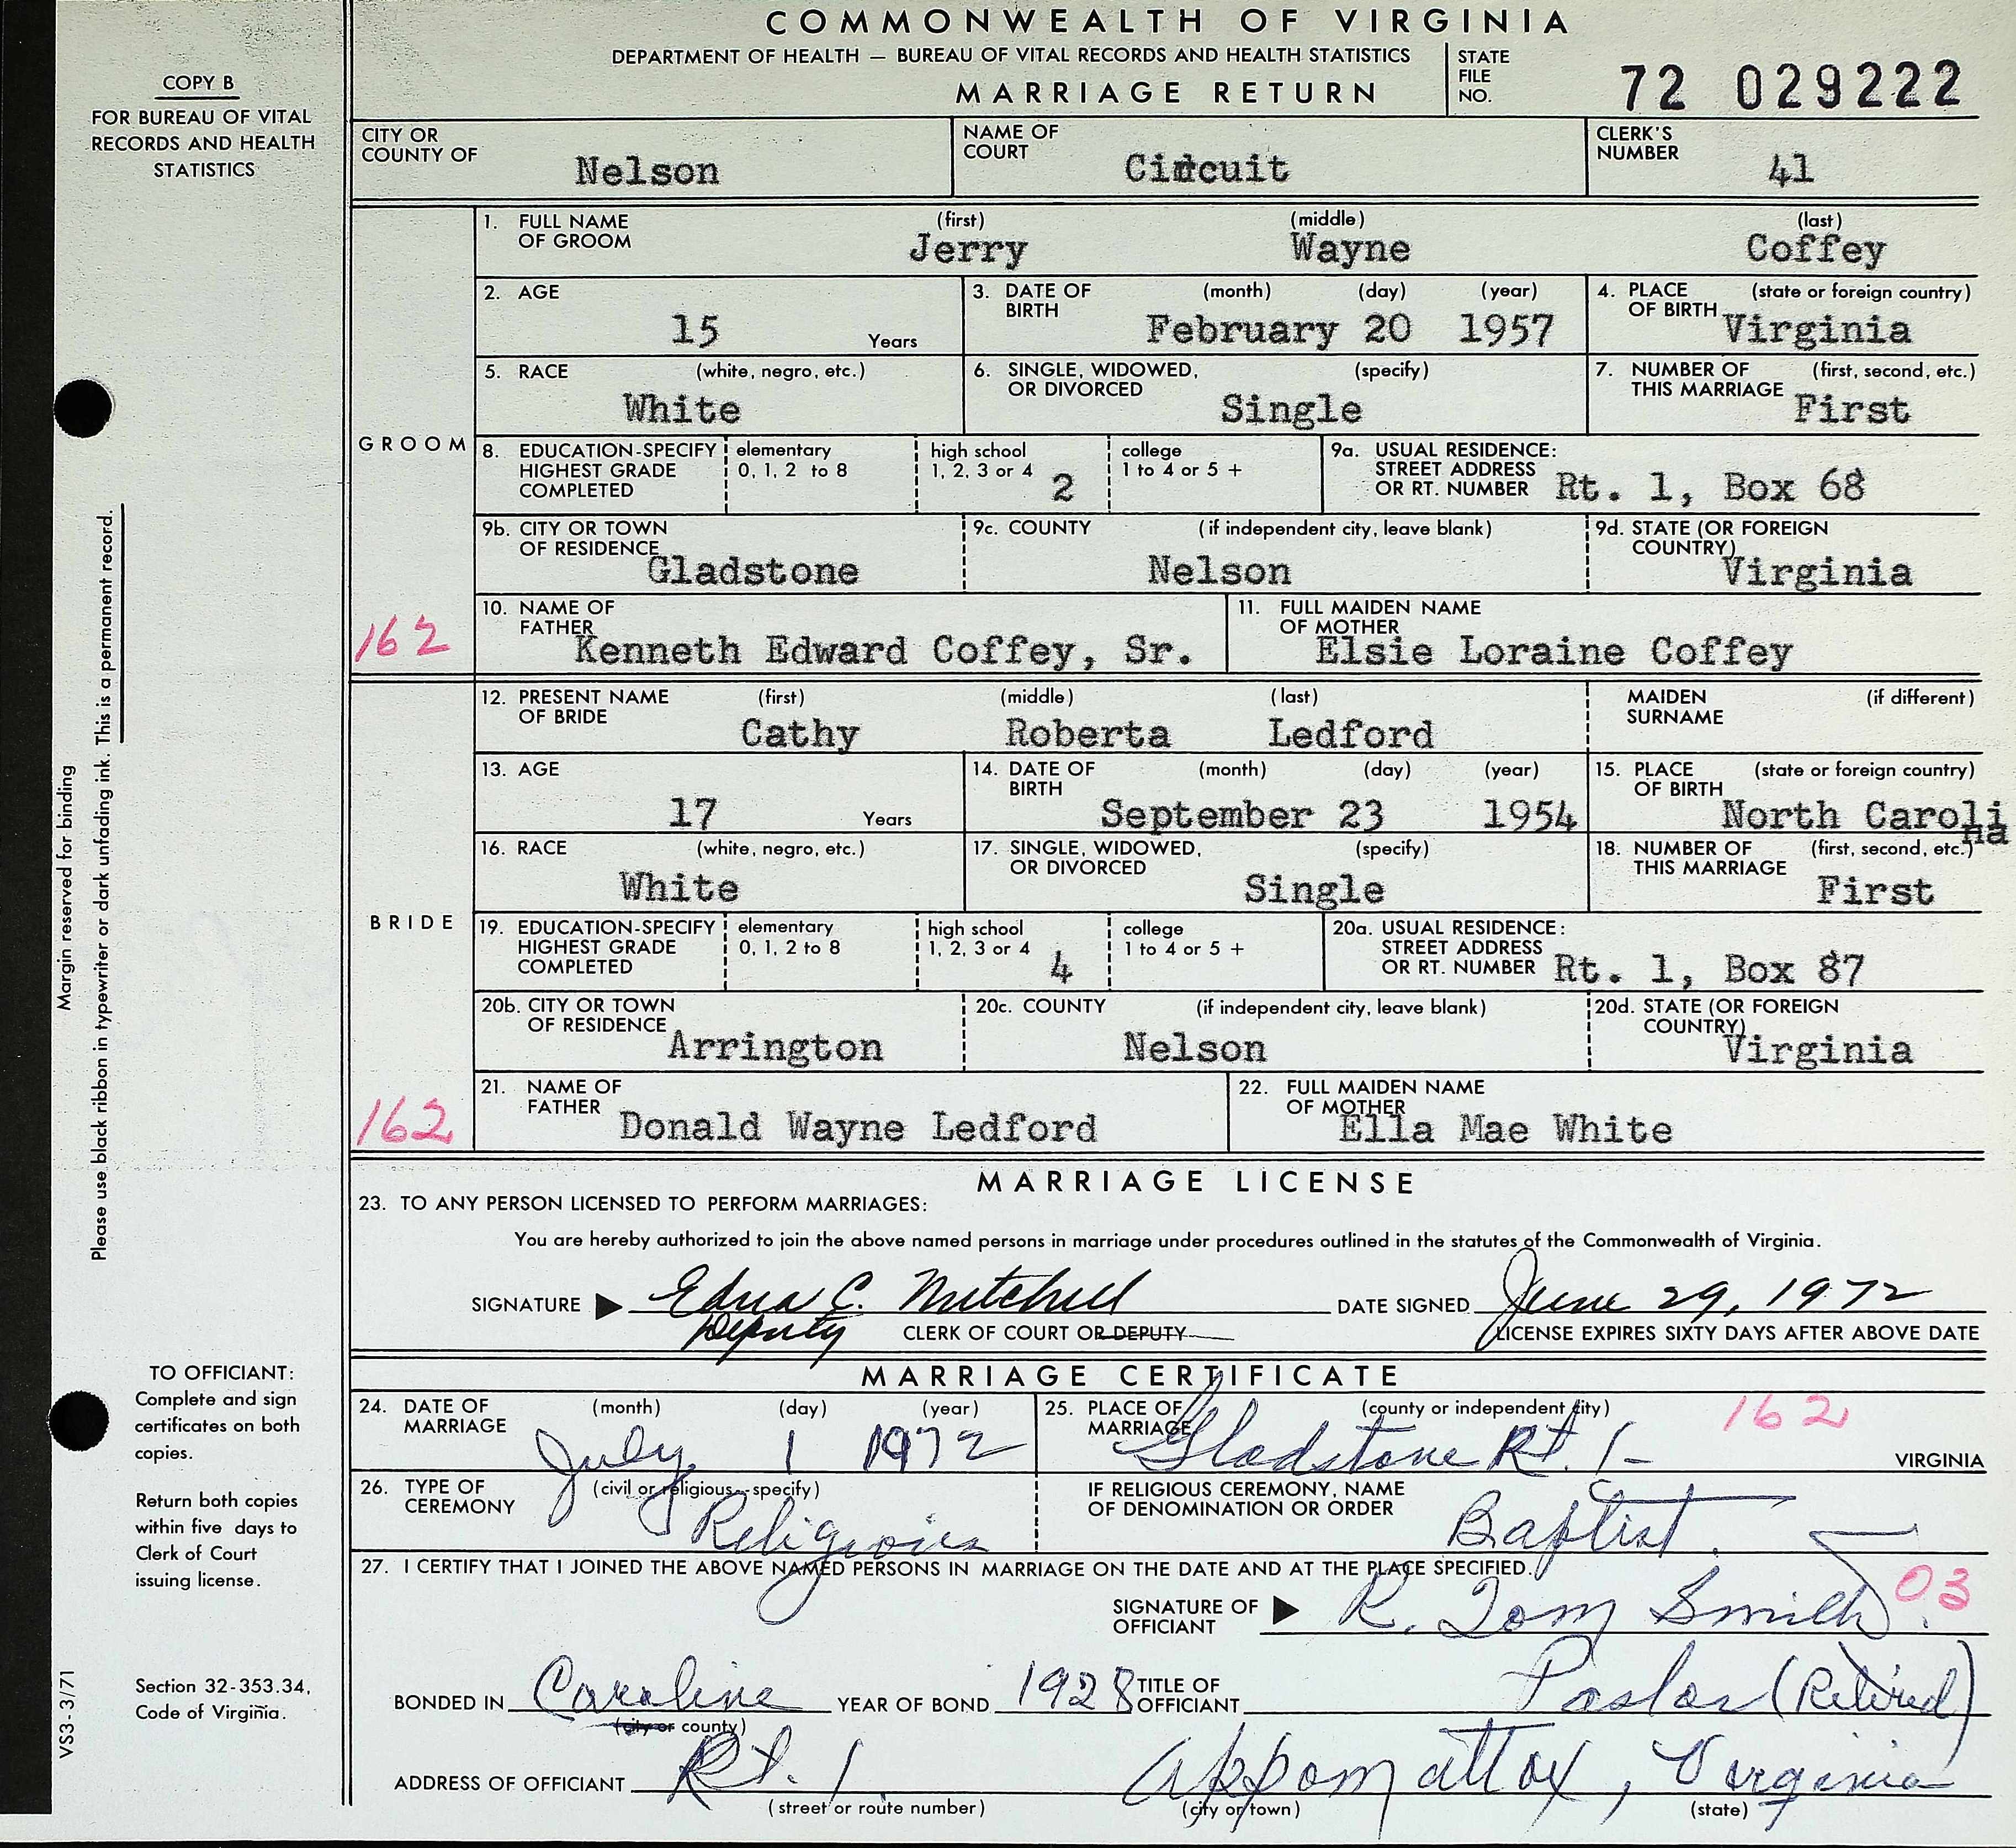 COMMONWEALTH OF VIRGINIA
DEPARTMENT OF HEALTH — BUREAU OF VITAL RECORDS AND HEALTH STATISTICS
MARRIAGE RETURN
STATE FILE NO. 72 029222
COPY B
FOR BUREAU OF VITAL
RECORDS AND HEALTH
STATISTICS
CITY OR COUNTY OF Nelson
NAME OF COURT Circuit
CLERK'S NUMBER 41
GROOM
1. FULL NAME OF GROOM (first) Jerry (middle) Wayne (last) Coffey
2. AGE 15 Years
3. DATE OF BIRTH (month) (day) (year) February 20 1957
4. PLACE OF BIRTH (state or foreign country) Virginia
5. RACE (white, negro, etc.) White
6. SINGLE, WIDOWED, OR DIVORCED (specify) Single
7. NUMBER OF THIS MARRIAGE (first, second, etc.) First
8. EDUCATION-SPECIFY HIGHEST GRADE COMPLETED elementary 0, 1, 2 to 8 high school 1, 2, 3 or 4 2 college 1 to 4 or 5 +
9a. USUAL RESIDENCE: STREET ADDRESS OR RT. NUMBER Rt. 1, Box 68
9b. CITY OR TOWN OF RESIDENCE Gladstone
9c. COUNTY (if independent city, leave blank) Nelson
9d. STATE (OR FOREIGN COUNTRY) Virginia
162
10. NAME OF FATHER Kenneth Edward Coffey, Sr.
11. FULL MAIDEN NAME OF MOTHER Elsie Loraine Coffey
BRIDE
12. PRESENT NAME OF BRIDE (first) Cathy (middle) Roberta (last) Ledford
MAIDEN SURNAME (if different)
13. AGE 17 Years
14. DATE OF BIRTH (month) (day) (year) September 23 1954
15. PLACE OF BIRTH (state or foreign country) North Carolina
16. RACE (white, negro, etc.) White
17. SINGLE, WIDOWED, OR DIVORCED (specify) Single
18. NUMBER OF THIS MARRIAGE (first, second, etc.) First
19. EDUCATION-SPECIFY HIGHEST GRADE COMPLETED elementary 0, 1, 2 to 8 high school 1, 2, 3 or 4 4 college 1 to 4 or 5 +
20a. USUAL RESIDENCE: STREET ADDRESS OR RT. NUMBER Rt. 1, Box 87
20b. CITY OR TOWN OF RESIDENCE Arrington
20c. COUNTY (if independent city, leave blank) Nelson
20d. STATE (OR FOREIGN COUNTRY) Virginia
162
21. NAME OF FATHER Donald Wayne Ledford
22. FULL MAIDEN NAME OF MOTHER Ella Mae White
MARRIAGE LICENSE
23. TO ANY PERSON LICENSED TO PERFORM MARRIAGES:
You are hereby authorized to join the above named persons in marriage under procedures outlined in the statutes of the Commonwealth of Virginia.
SIGNATURE Edna C. Mitchell DATE SIGNED June 29, 1972
Deputy CLERK OF COURT OR DEPUTY LICENSE EXPIRES SIXTY DAYS AFTER ABOVE DATE
MARRIAGE CERTIFICATE
24. DATE OF MARRIAGE (month) (day) (year) July 1 1972
25. PLACE OF MARRIAGE (county or independent city) Gladstone Rt. 1- 162 VIRGINIA
26. TYPE OF CEREMONY (civil or religious - specify) Religious
IF RELIGIOUS CEREMONY, NAME OF DENOMINATION OR ORDER Baptist.
27. I CERTIFY THAT I JOINED THE ABOVE NAMED PERSONS IN MARRIAGE ON THE DATE AND AT THE PLACE SPECIFIED.
SIGNATURE OF OFFICIANT R. Tom Smith. 03
BONDED IN Caroline (city or county) YEAR OF BOND 1928 TITLE OF OFFICIANT Pastor (Retired)
ADDRESS OF OFFICIANT Rt. 1 Appomattox, Virginia
(street or route number) (city or town) (state)
Margin reserved for binding
Please use black ribbon in typewriter or dark unfading ink. This is a permanent record.
TO OFFICIANT:
Complete and sign
certificates on both
copies.
Return both copies
within five days to
Clerk of Court
issuing license.
Section 32-353.34,
Code of Virginia.
VS3-3/71